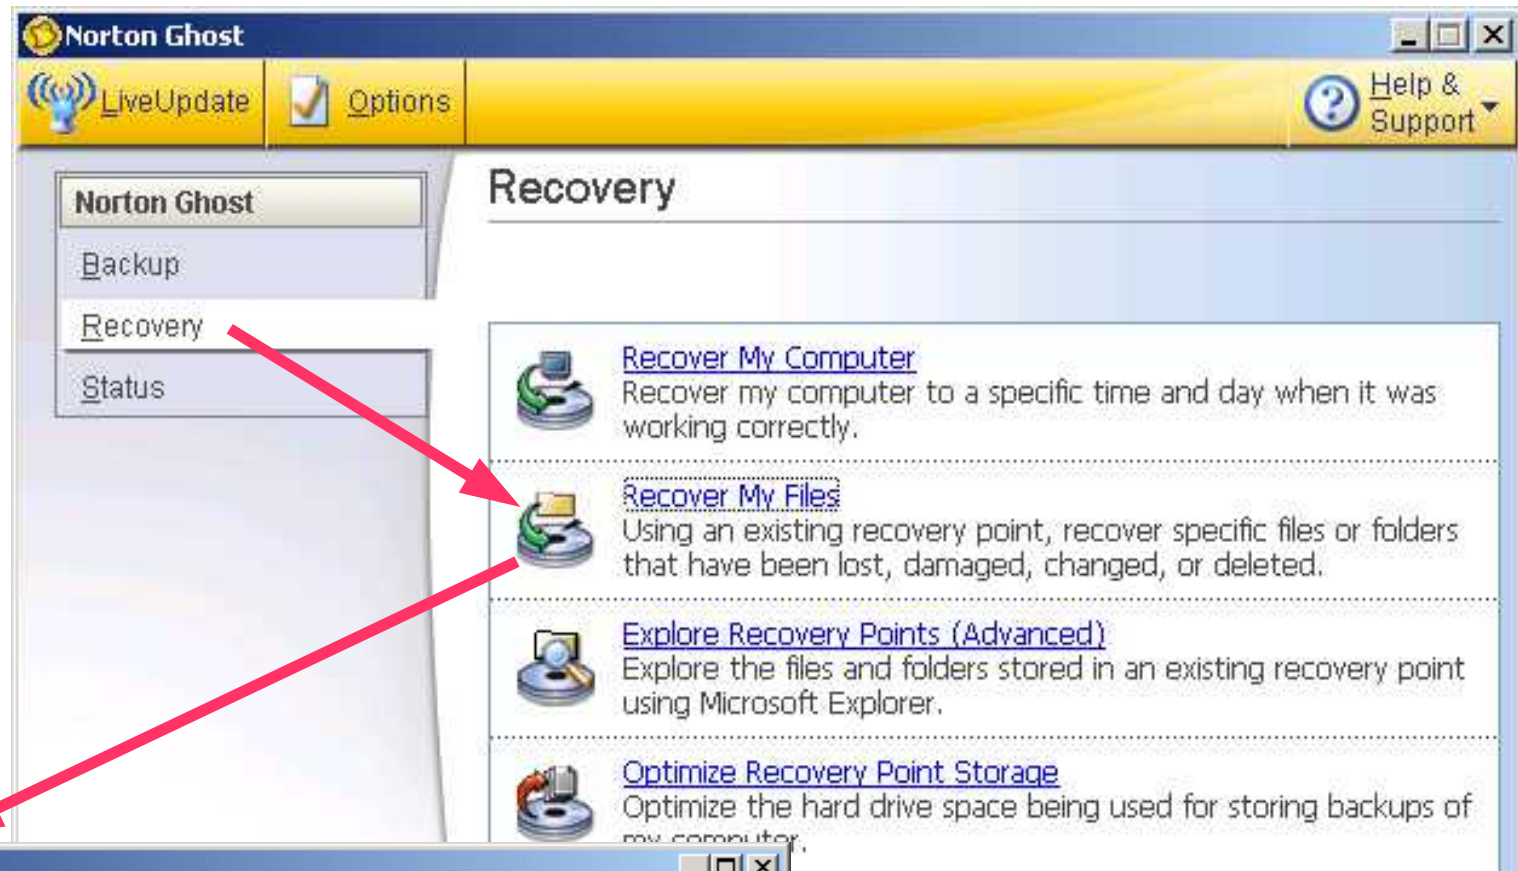 Norton Ghost
LiveUpdate
Options
Help &
Support
Norton Ghost
Backup
Recovery
Status
Recovery
Recover My Computer
Recover my computer to a specific time and day when it was
working correctly.
Recover My Files
Using an existing recovery point, recover specific files or folders
that have been lost, damaged, changed, or deleted.
Explore Recovery Points (Advanced)
Explore the files and folders stored in an existing recovery point
using Microsoft Explorer.
Optimize Recovery Point Storage
Optimize the hard drive space being used for storing backups of
my computer.